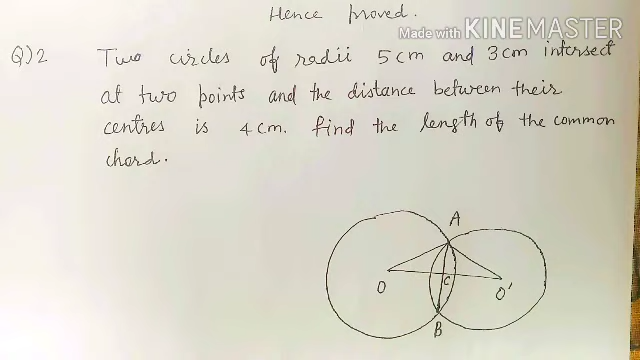 Hence proved.
Made with KINEMASTER
Q)2 Two circles of radii 5cm and 3cm intersect
at two points and the distance between their
centres is 4cm. find the length of the common
chord.
A
O
C
O'
B